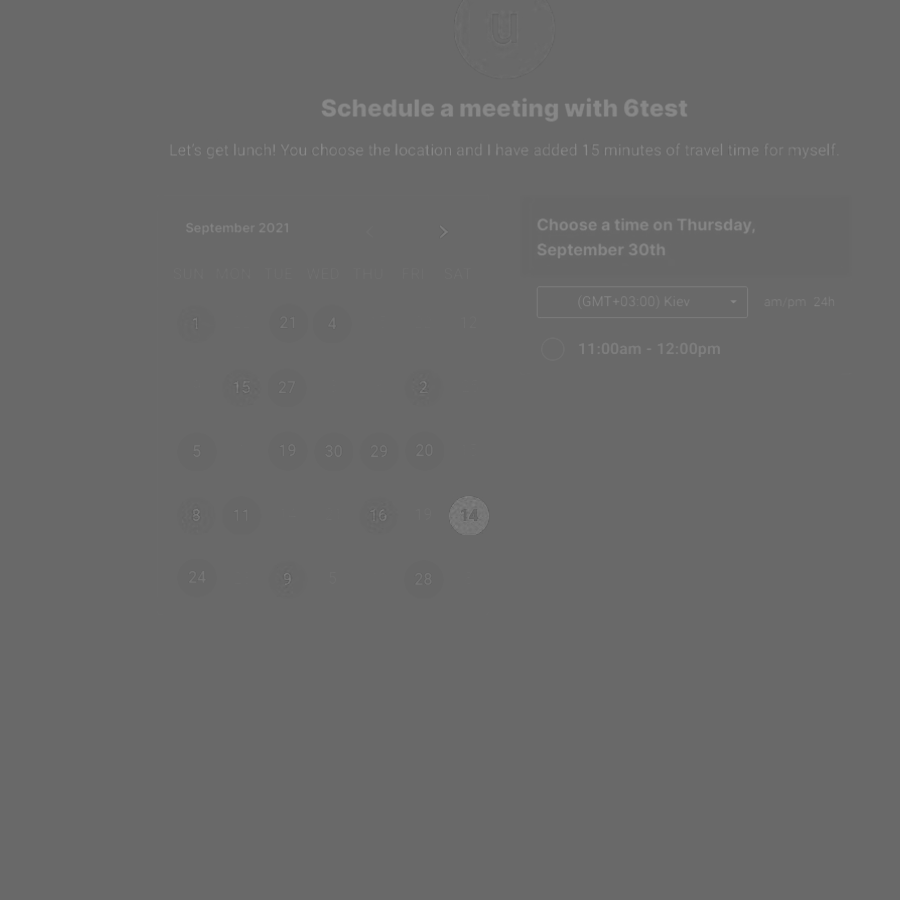 Schedule a meeting with 6test
Let's get lunch! You choose the location and I have added 15 minutes of travel time for myself.
September 2021
Choose a time on Thursday,
September 30th
SUN MON TUE WED THU FRI SAT
(GMT+03:00) Kiev am/pm 24h
1 21 4 12
11:00am - 12:00pm
15 27 2
5 19 30 29 20
8 11 16 14
24 9 28